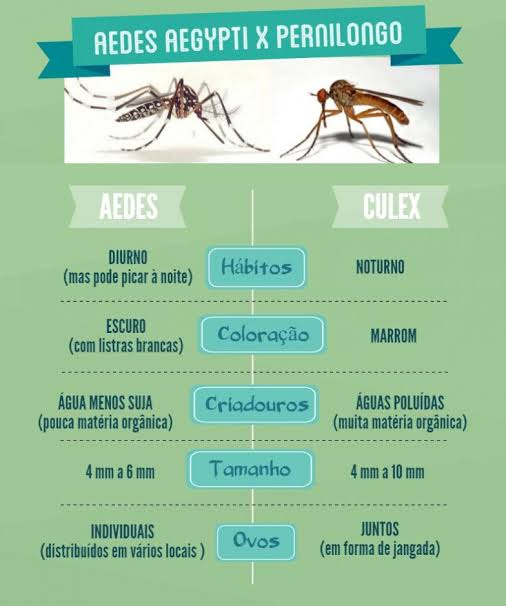 AEDES AEGYPTI X PERNILONGO
AEDES
CULEX
DIURNO
(mas pode picar à noite)
Hábitos
NOTURNO
ESCURO
(com listras brancas)
Coloração
MARROM
ÁGUA MENOS SUJA
(pouca matéria orgânica)
Criadouros
ÁGUAS POLUÍDAS
(muita matéria orgânica)
4 mm a 6 mm
Tamanho
4 mm a 10 mm
INDIVIDUAIS
(distribuídos em vários locais )
Ovos
JUNTOS
(em forma de jangada)